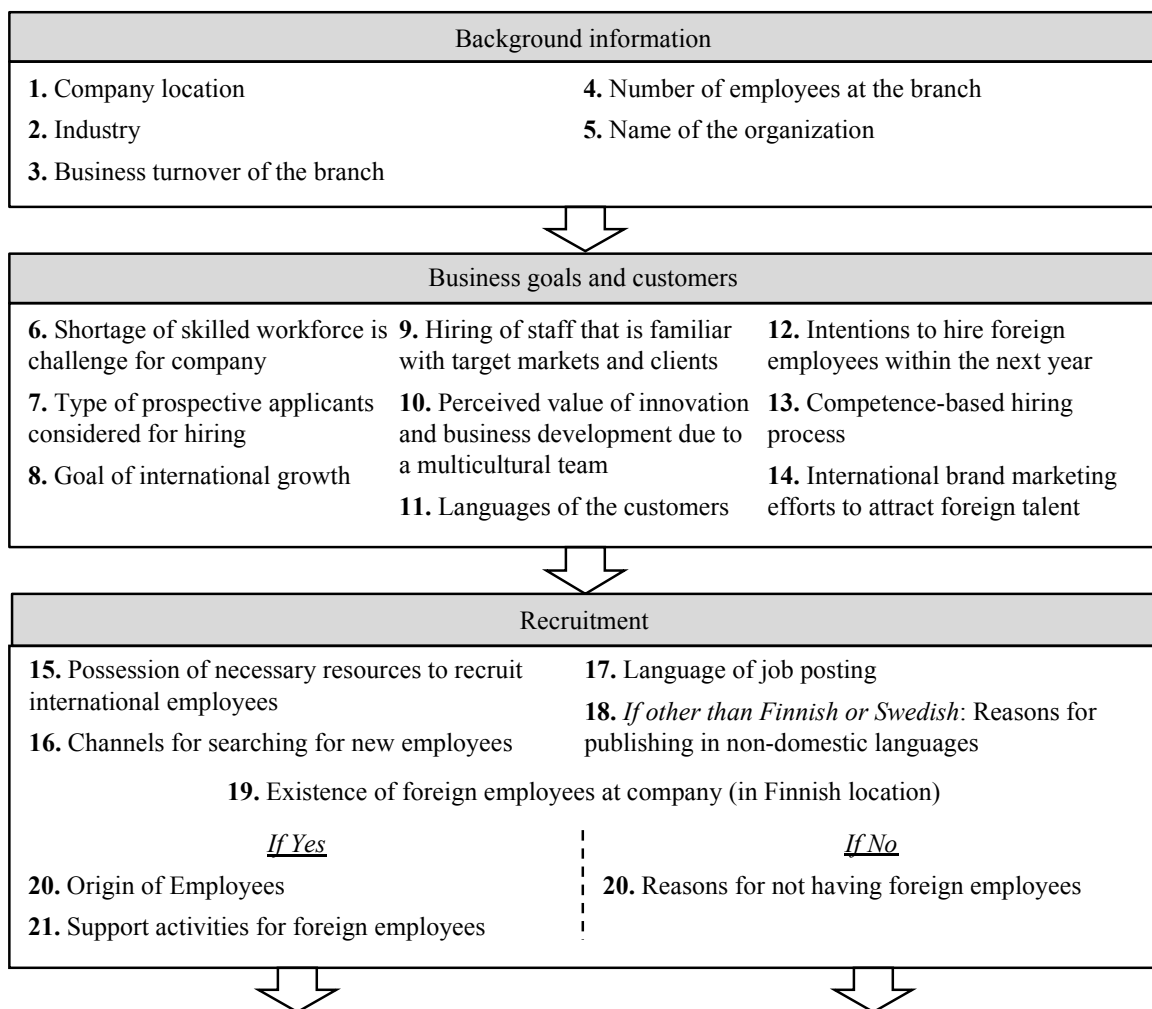 Background information
1. Company location
2. Industry
3. Business turnover of the branch
4. Number of employees at the branch
5. Name of the organization
Business goals and customers
6. Shortage of skilled workforce is
challenge for company
7. Type of prospective applicants
considered for hiring
8. Goal of international growth
9. Hiring of staff that is familiar
with target markets and clients
10. Perceived value of innovation
and business development due to
a multicultural team
11. Languages of the customers
12. Intentions to hire foreign
employees within the next year
13. Competence-based hiring
process
14. International brand marketing
efforts to attract foreign talent
Recruitment
15. Possession of necessary resources to recruit
international employees
16. Channels for searching for new employees
17. Language of job posting
18. If other than Finnish or Swedish: Reasons for
publishing in non-domestic languages
19. Existence of foreign employees at company (in Finnish location)
If Yes
20. Origin of Employees
21. Support activities for foreign employees
If No
20. Reasons for not having foreign employees